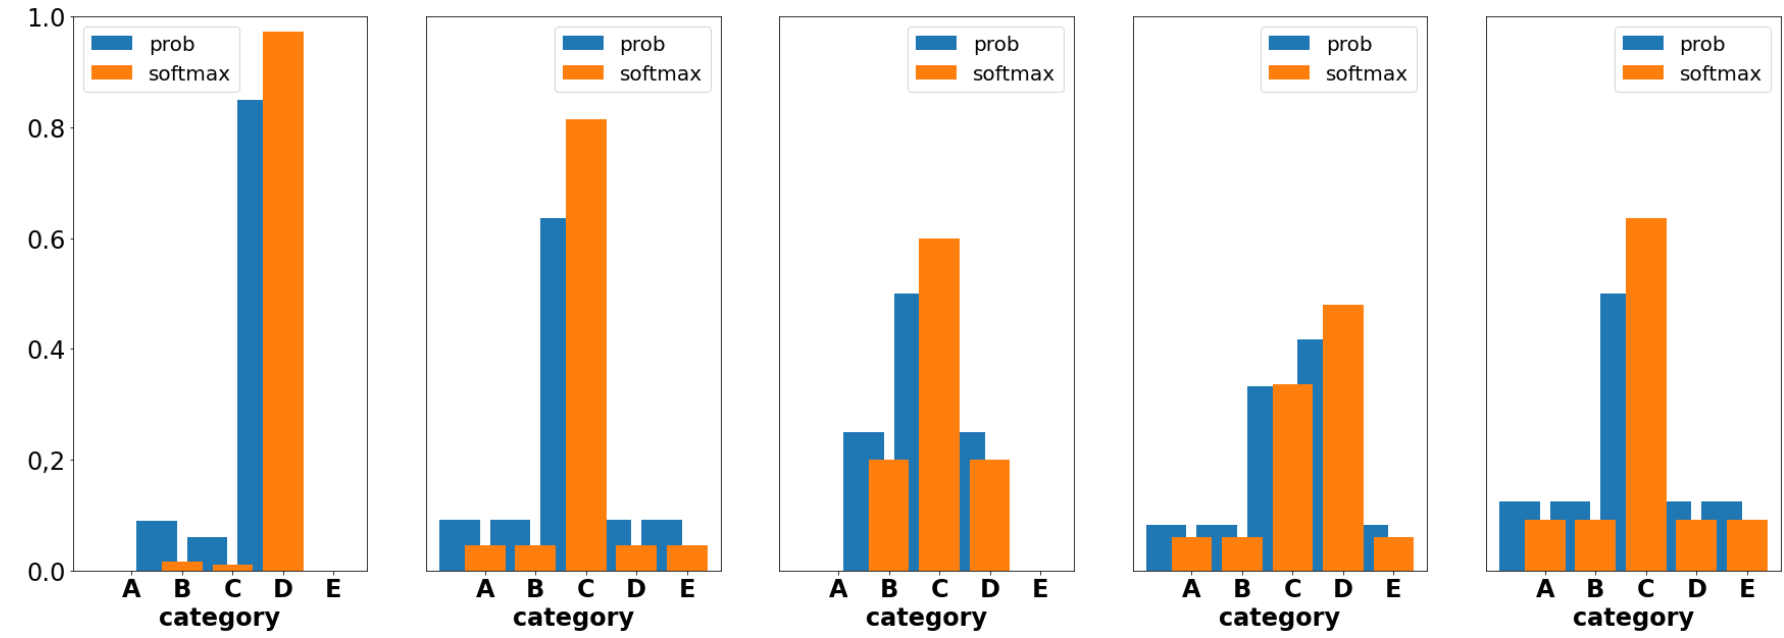 1.0
0.8
0.6
0.4
0,2
0.0
prob
softmax
A B C D E
category
prob
softmax
A B C D E
category
prob
softmax
A B C D E
category
prob
softmax
A B C D E
category
prob
softmax
A B C D E
category